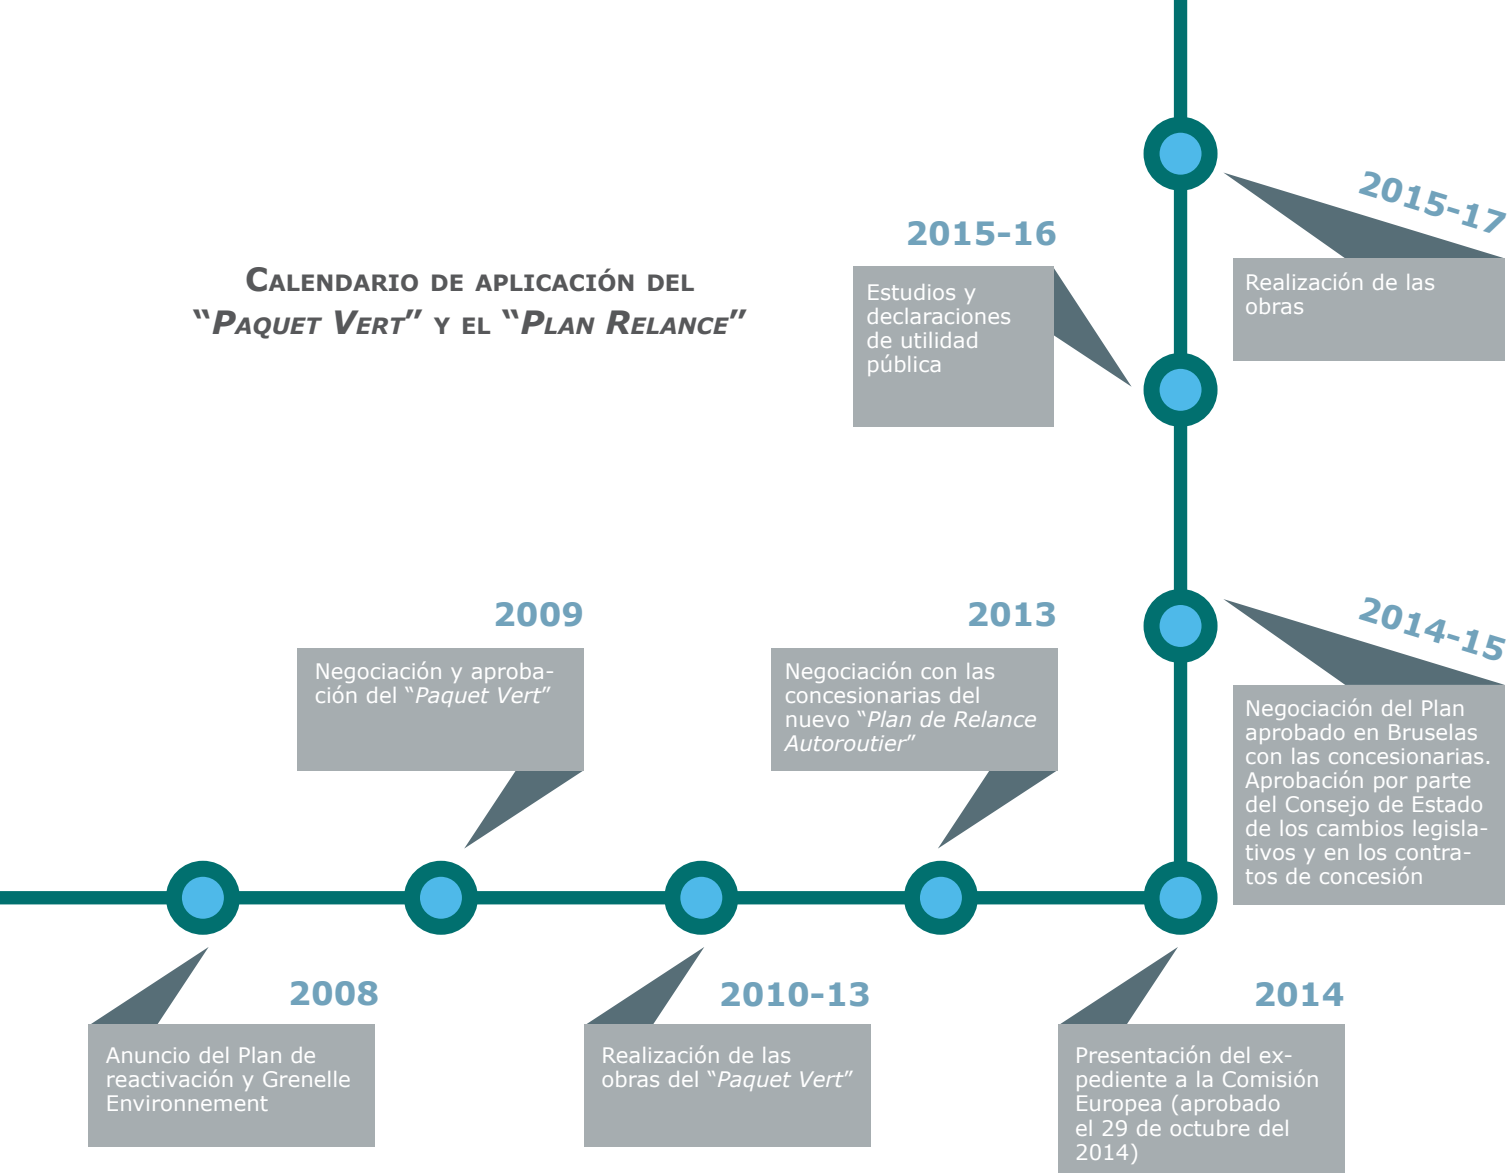 Calendario de aplicación del
“Paquet Vert” y el “Plan Relance”
2008
Anuncio del Plan de
reactivación y Grenelle
Environnement
2009
Negociación y aproba-
ción del “Paquet Vert”
2010-13
Realización de las
obras del “Paquet Vert”
2013
Negociación con las
concesionarias del
nuevo “Plan de Relance
Autoroutier”
2014
Presentación del ex-
pediente a la Comisión
Europea (aprobado
el 29 de octubre del
2014)
2014-15
Negociación del Plan
aprobado en Bruselas
con las concesionarias.
Aprobación por parte
del Consejo de Estado
de los cambios legisla-
tivos y en los contra-
tos de concesión
2015-16
Estudios y
declaraciones
de utilidad
pública
2015-17
Realización de las
obras